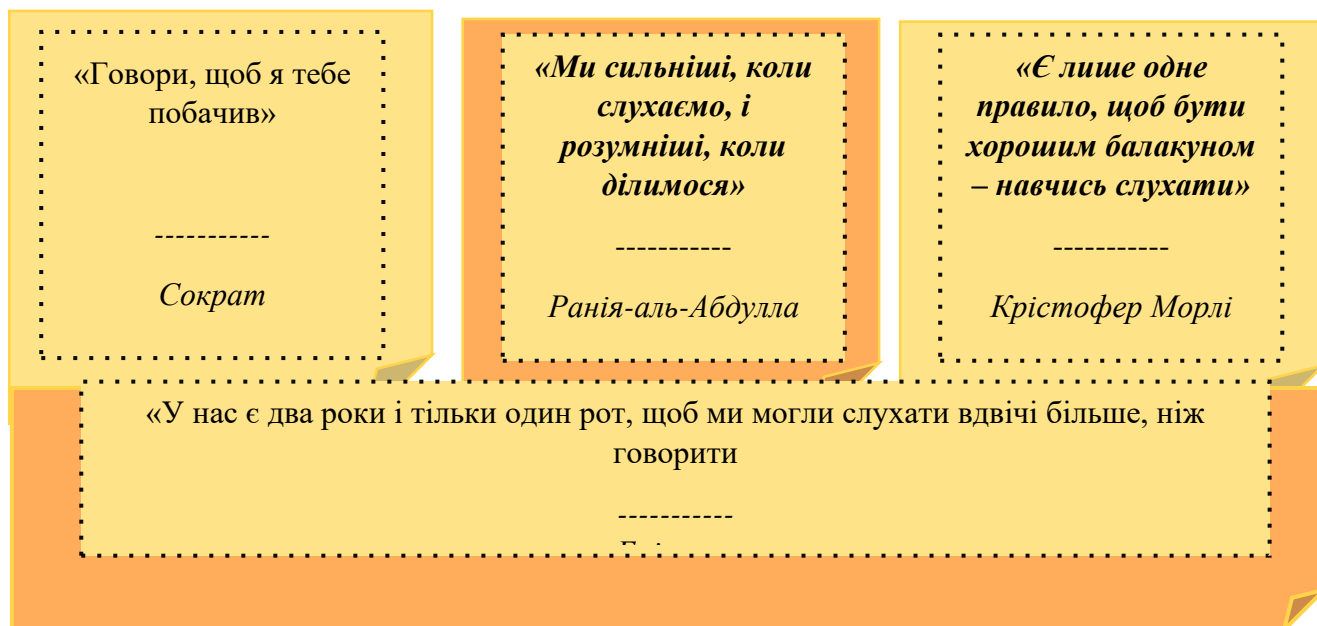 «Говори, щоб я тебе
побачив»
-----------
Сократ
«Ми сильніші, коли
слухаємо, і
розумніші, коли
ділимося»
-----------
Ранія-аль-Абдулла
«Є лише одне
правило, щоб бути
хорошим балакуном
– навчись слухати»
-----------
Крістофер Морлі
«У нас є два роки і тільки один рот, щоб ми могли слухати вдвічі більше, ніж
говорити
-----------